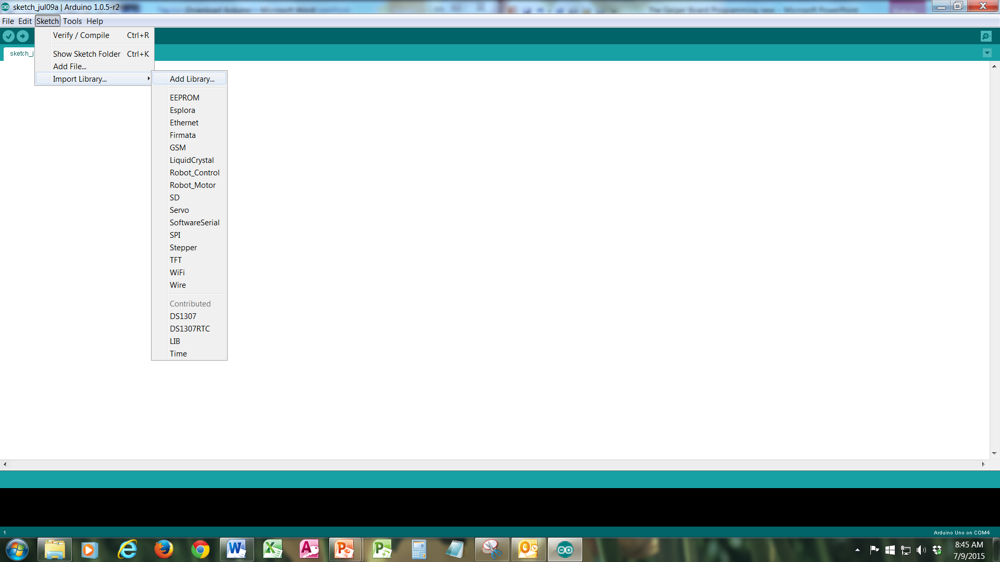 sketch_jul09a | Arduino 1.0.5-r2
File Edit Sketch Tools Help
Verify / Compile Ctrl+R
Show Sketch Folder Ctrl+K
sketch_j
Add File...
Import Library...
Add Library...
EEPROM
Esplora
Ethernet
Firmata
GSM
LiquidCrystal
Robot_Control
Robot_Motor
SD
Servo
SoftwareSerial
SPI
Stepper
TFT
WiFi
Wire
Contributed
DS1307
DS1307RTC
LIB
Time
1
Arduino Uno on COM4
8:45 AM
7/9/2015